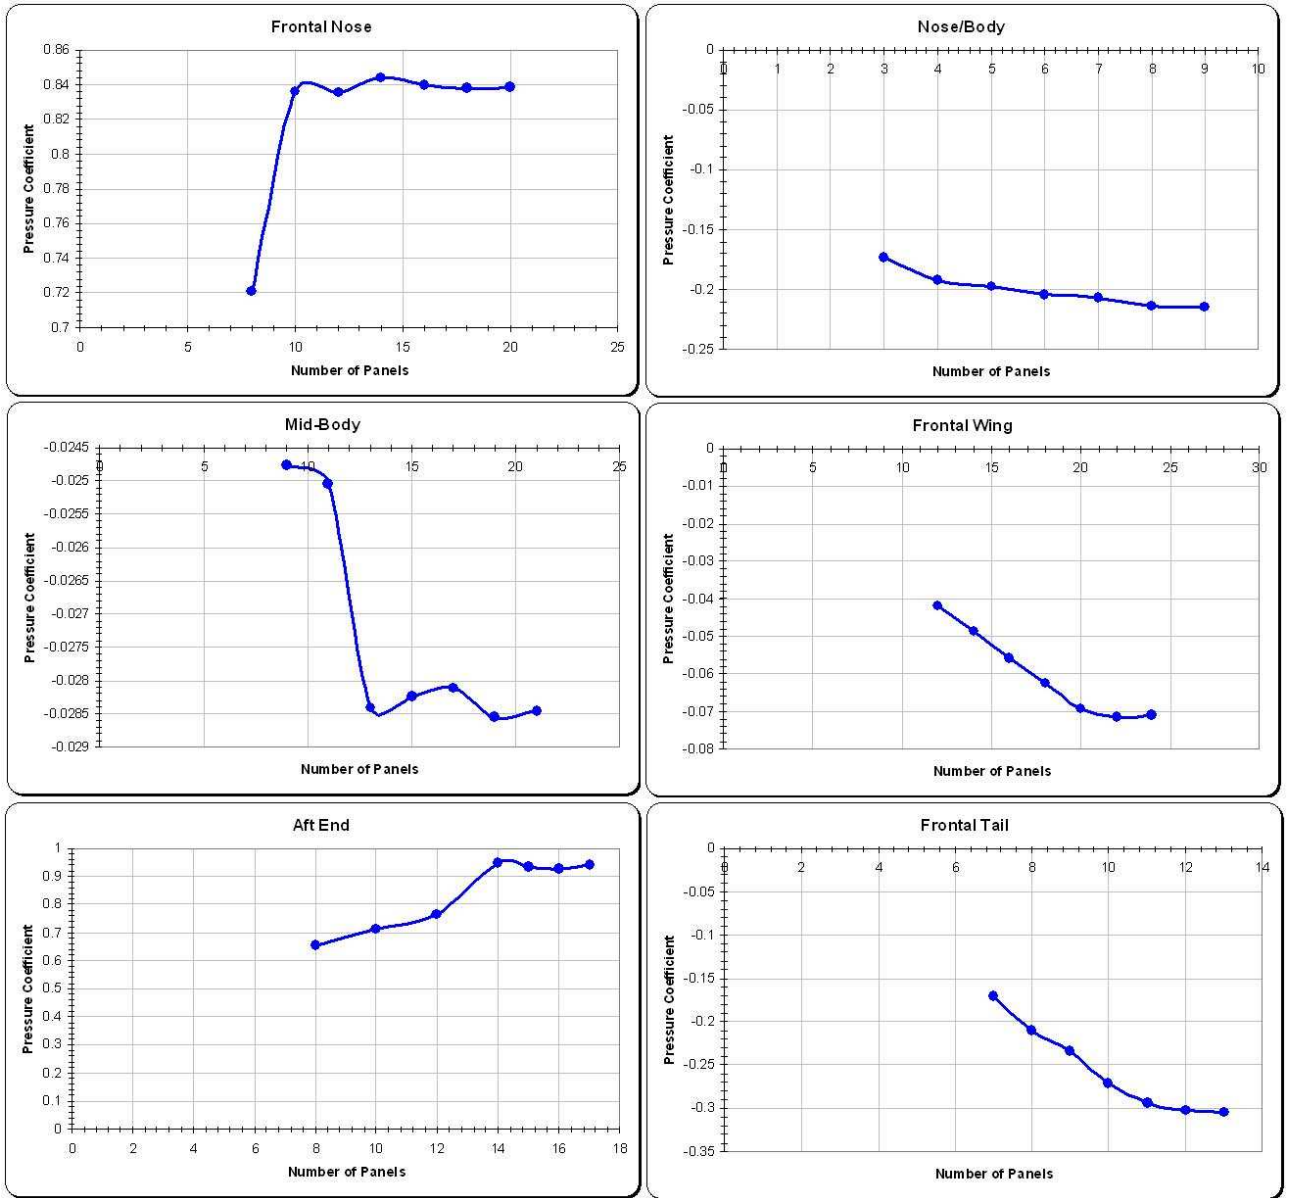 Frontal Nose
Pressure Coefficient
0.86
0.84
0.82
0.8
0.78
0.76
0.74
0.72
0.7
0 5 10 15 20 25
Number of Panels
Nose/Body
Pressure Coefficient
0
-0.05
-0.1
-0.15
-0.2
-0.25
0 1 2 3 4 5 6 7 8 9 10
Number of Panels
Mid-Body
Pressure Coefficient
-0.0245
-0.025
-0.0255
-0.026
-0.0265
-0.027
-0.0275
-0.028
-0.0285
-0.029
0 5 10 15 20 25
Number of Panels
Frontal Wing
Pressure Coefficient
0
-0.01
-0.02
-0.03
-0.04
-0.05
-0.06
-0.07
-0.08
0 5 10 15 20 25 30
Number of Panels
Aft End
Pressure Coefficient
1
0.9
0.8
0.7
0.6
0.5
0.4
0.3
0.2
0.1
0
0 2 4 6 8 10 12 14 16 18
Number of Panels
Frontal Tail
Pressure Coefficient
0
-0.05
-0.1
-0.15
-0.2
-0.25
-0.3
-0.35
0 2 4 6 8 10 12 14
Number of Panels